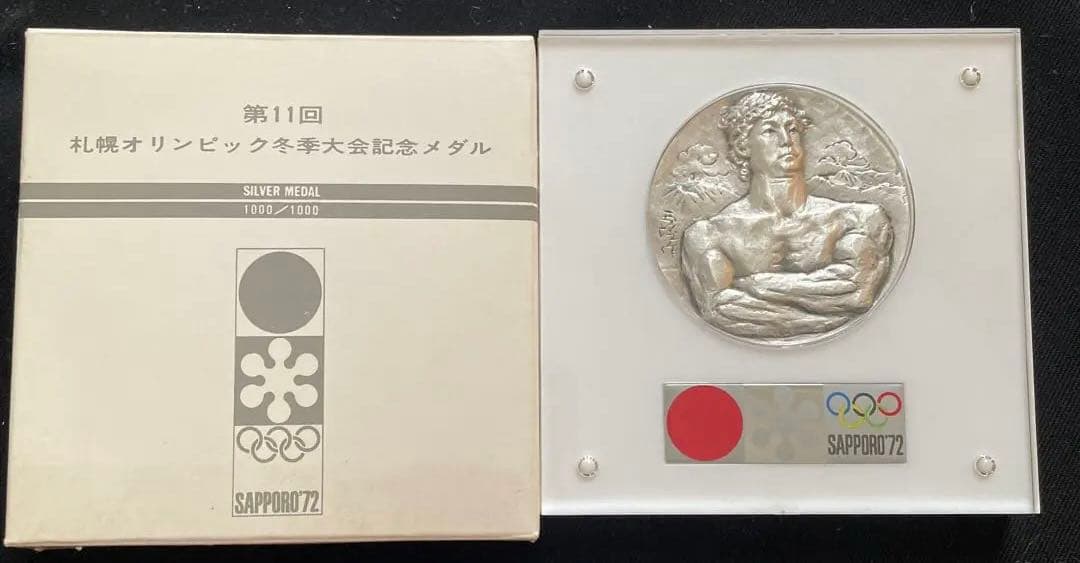 第11回
札幌オリンピック冬季大会記念メダル
SILVER MEDAL
1000/1000
SAPPORO'72
SAPPORO'72